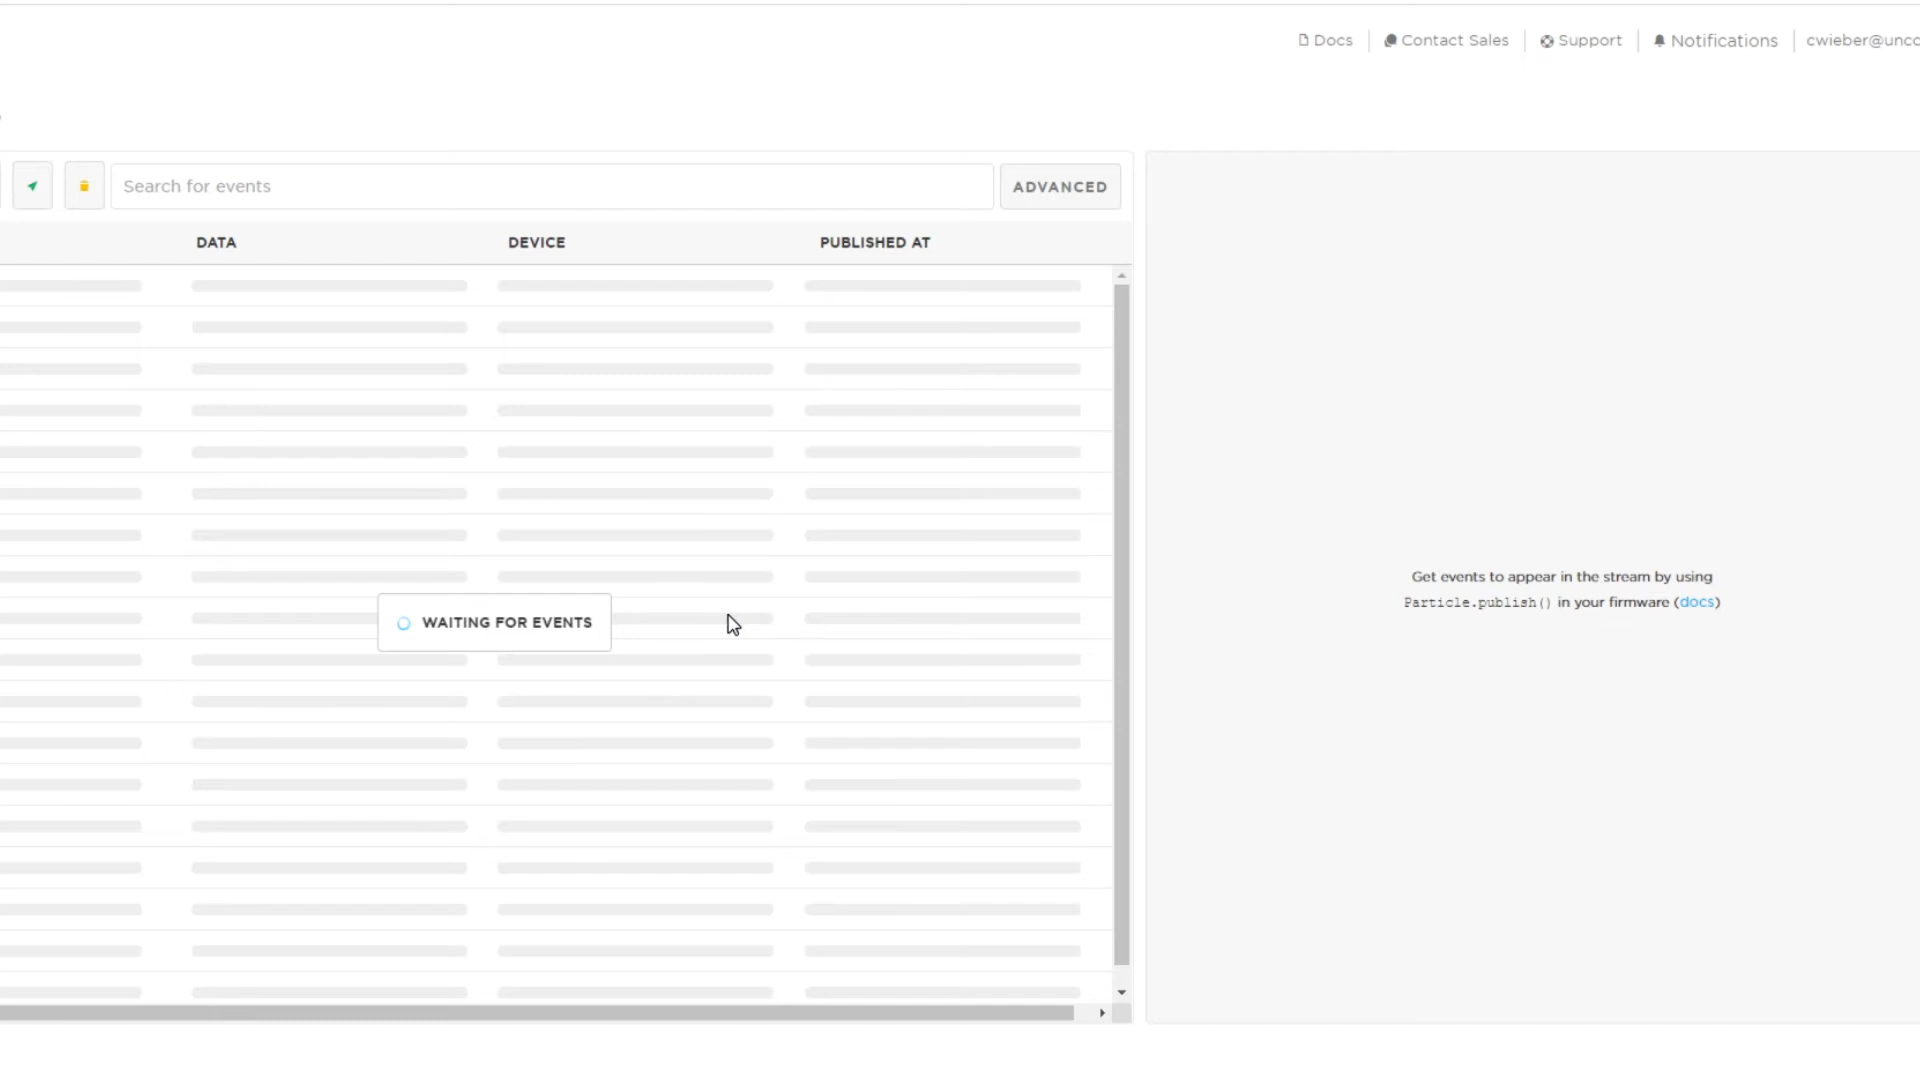 Docs
Contact Sales
Support
Notifications
cwieber@uncc
Search for events
ADVANCED
DATA
DEVICE
PUBLISHED AT
WAITING FOR EVENTS
Get events to appear in the stream by using
Particle.publish() in your firmware (docs)